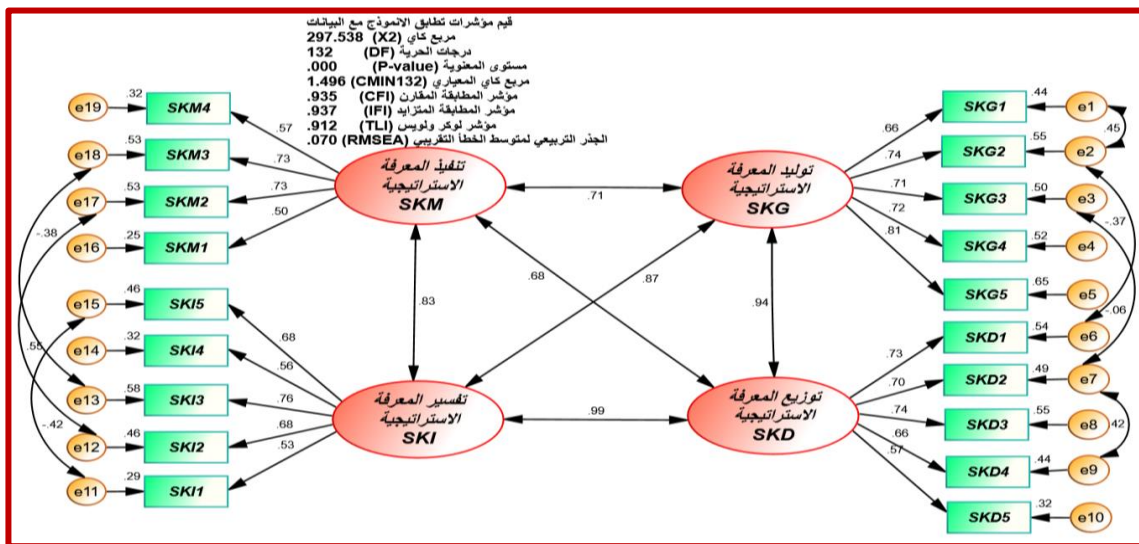 قيم مؤشرات تطابق الانموذج مع البيانات
مربع كاي (X2) 297.538
درجات الحرية (DF) 132
مستوى المعنوية (P-value) .000
مربع كاي المعياري (CMIN132) 1.496
مؤشر المطابقة المقارن (CFI) .935
مؤشر المطابقة المتزايد (IFI) .937
مؤشر لوكر ولويس (TLI) .912
الجذر التربيعي لمتوسط الخطأ التقريبي (RMSEA) .070
e19 .32 SKM4 .57
e18 .53 SKM3 .73
e17 .53 SKM2 .73
e16 .25 SKM1 .50
-.38
تنفيذ المعرفة
الاستراتيجية
SKM
.71
توليد المعرفة
الاستراتيجية
SKG
.66 SKG1 .44 e1
.45
.74 SKG2 .55 e2
.71 SKG3 .50 e3
-.37
.72 SKG4 .52 e4
.81 SKG5 .65 e5
-.06
.83
.68
.87
.94
e15 .46 SKI5 .68
e14 .32 SKI4 .56
.55
e13 .58 SKI3 .76
-.42
e12 .46 SKI2 .68
e11 .29 SKI1 .53
تفسير المعرفة
الاستراتيجية
SKI
.99
توزيع المعرفة
الاستراتيجية
SKD
.73 SKD1 .54 e6
.70 SKD2 .49 e7
.74 SKD3 .55 e8
42
.66 SKD4 .44 e9
.57 SKD5 .32 e10